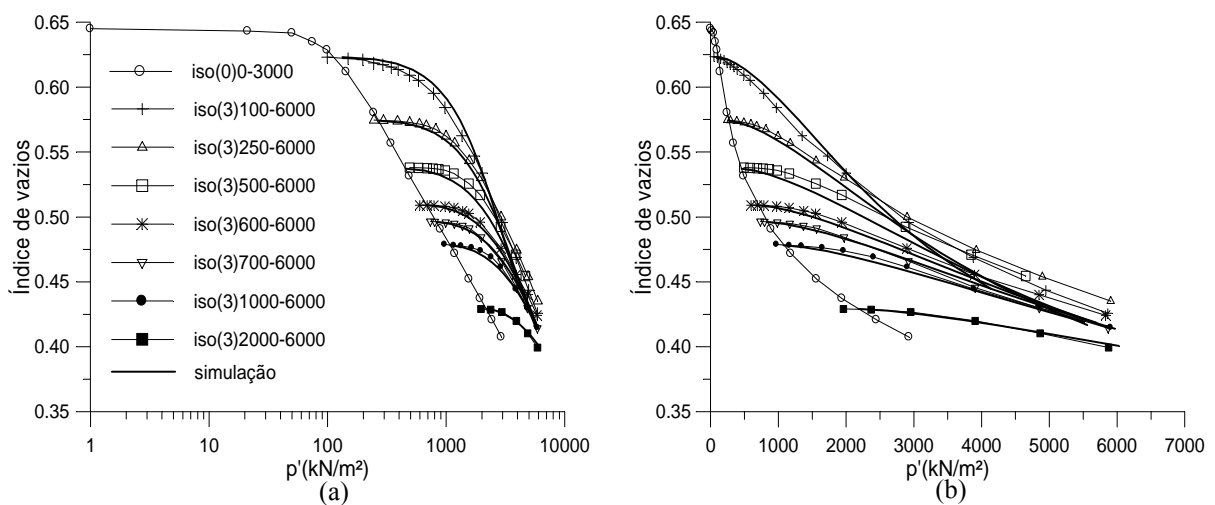 0.65
0.60
0.55
0.50
0.45
0.40
0.35
Índice de vazios
iso(0)0-3000
iso(3)100-6000
iso(3)250-6000
iso(3)500-6000
iso(3)600-6000
iso(3)700-6000
iso(3)1000-6000
iso(3)2000-6000
simulação
1 10 100 1000 10000
p'(kN/m²)
(a)
0.65
0.60
0.55
0.50
0.45
0.40
0.35
Índice de vazios
0 1000 2000 3000 4000 5000 6000 7000
p'(kN/m²)
(b)